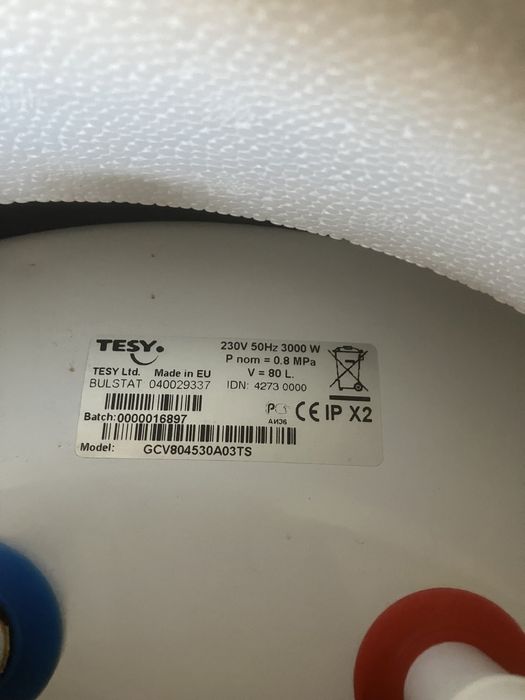 TESY
230V 50Hz 3000 W
P nom = 0.8 MPa
TESY Ltd. Made in EU
V = 80 L.
BULSTAT 040029337
IDN: 4273 0000
Batch:0000016897
АИ36
CE IP X2
Model: GCV804530A03TS